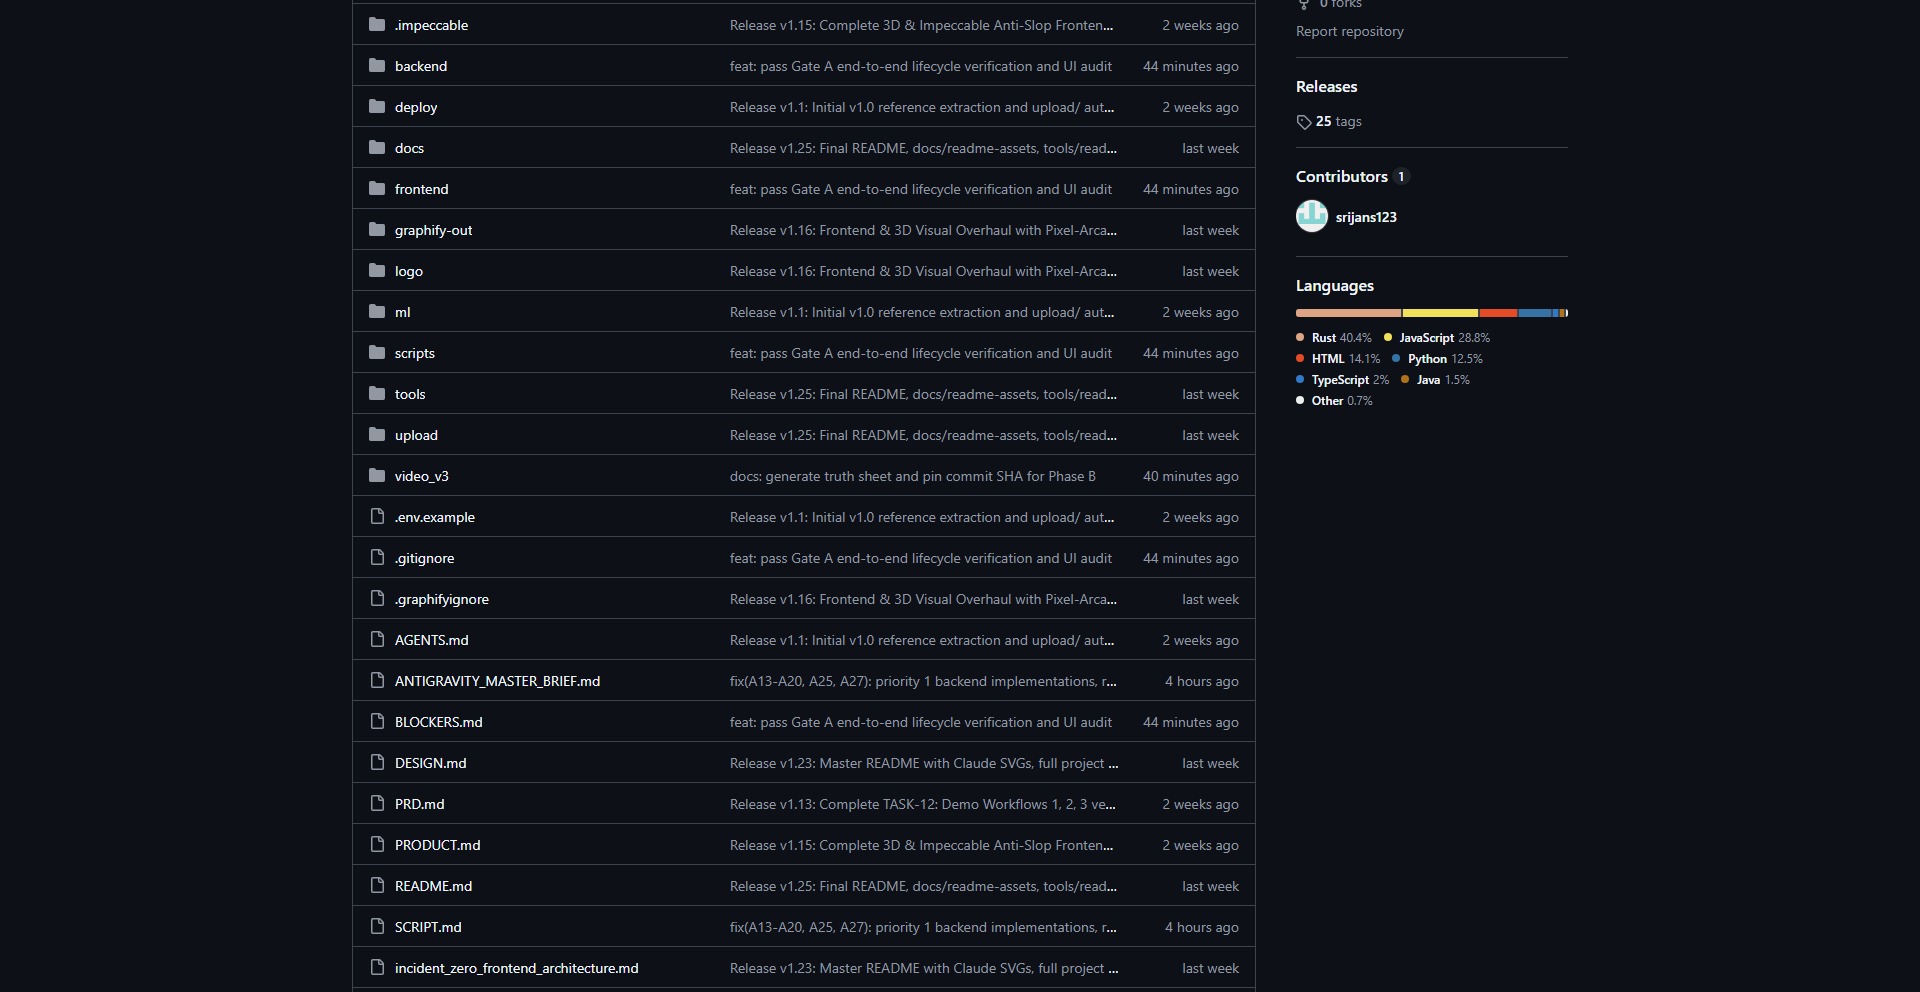 .impeccable Release v1.15: Complete 3D & Impeccable Anti-Slop Fronten... 2 weeks ago
backend feat: pass Gate A end-to-end lifecycle verification and UI audit 44 minutes ago
deploy Release v1.1: Initial v1.0 reference extraction and upload/ aut... 2 weeks ago
docs Release v1.25: Final README, docs/readme-assets, tools/read... last week
frontend feat: pass Gate A end-to-end lifecycle verification and UI audit 44 minutes ago
graphify-out Release v1.16: Frontend & 3D Visual Overhaul with Pixel-Arca... last week
logo Release v1.16: Frontend & 3D Visual Overhaul with Pixel-Arca... last week
ml Release v1.1: Initial v1.0 reference extraction and upload/ aut... 2 weeks ago
scripts feat: pass Gate A end-to-end lifecycle verification and UI audit 44 minutes ago
tools Release v1.25: Final README, docs/readme-assets, tools/read... last week
upload Release v1.25: Final README, docs/readme-assets, tools/read... last week
video_v3 docs: generate truth sheet and pin commit SHA for Phase B 40 minutes ago
.env.example Release v1.1: Initial v1.0 reference extraction and upload/ aut... 2 weeks ago
.gitignore feat: pass Gate A end-to-end lifecycle verification and UI audit 44 minutes ago
.graphifyignore Release v1.16: Frontend & 3D Visual Overhaul with Pixel-Arca... last week
AGENTS.md Release v1.1: Initial v1.0 reference extraction and upload/ aut... 2 weeks ago
ANTIGRAVITY_MASTER_BRIEF.md fix(A13-A20, A25, A27): priority 1 backend implementations, r... 4 hours ago
BLOCKERS.md feat: pass Gate A end-to-end lifecycle verification and UI audit 44 minutes ago
DESIGN.md Release v1.23: Master README with Claude SVGs, full project ... last week
PRD.md Release v1.13: Complete TASK-12: Demo Workflows 1, 2, 3 ve... 2 weeks ago
PRODUCT.md Release v1.15: Complete 3D & Impeccable Anti-Slop Fronten... 2 weeks ago
README.md Release v1.25: Final README, docs/readme-assets, tools/read... last week
SCRIPT.md fix(A13-A20, A25, A27): priority 1 backend implementations, r... 4 hours ago
incident_zero_frontend_architecture.md Release v1.23: Master README with Claude SVGs, full project ... last week
0 forks
Report repository
Releases
25 tags
Contributors 1
srijans123
Languages
Rust 40.4% JavaScript 28.8%
HTML 14.1% Python 12.5%
TypeScript 2% Java 1.5%
Other 0.7%